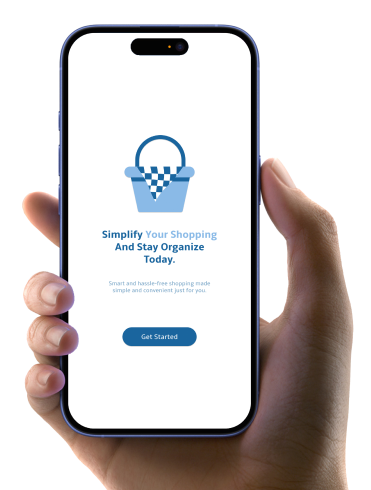 Simplify Your Shopping
And Stay Organize
Today.
Smart and hassle-free shopping made
simple and convenient just for you.
Get Started